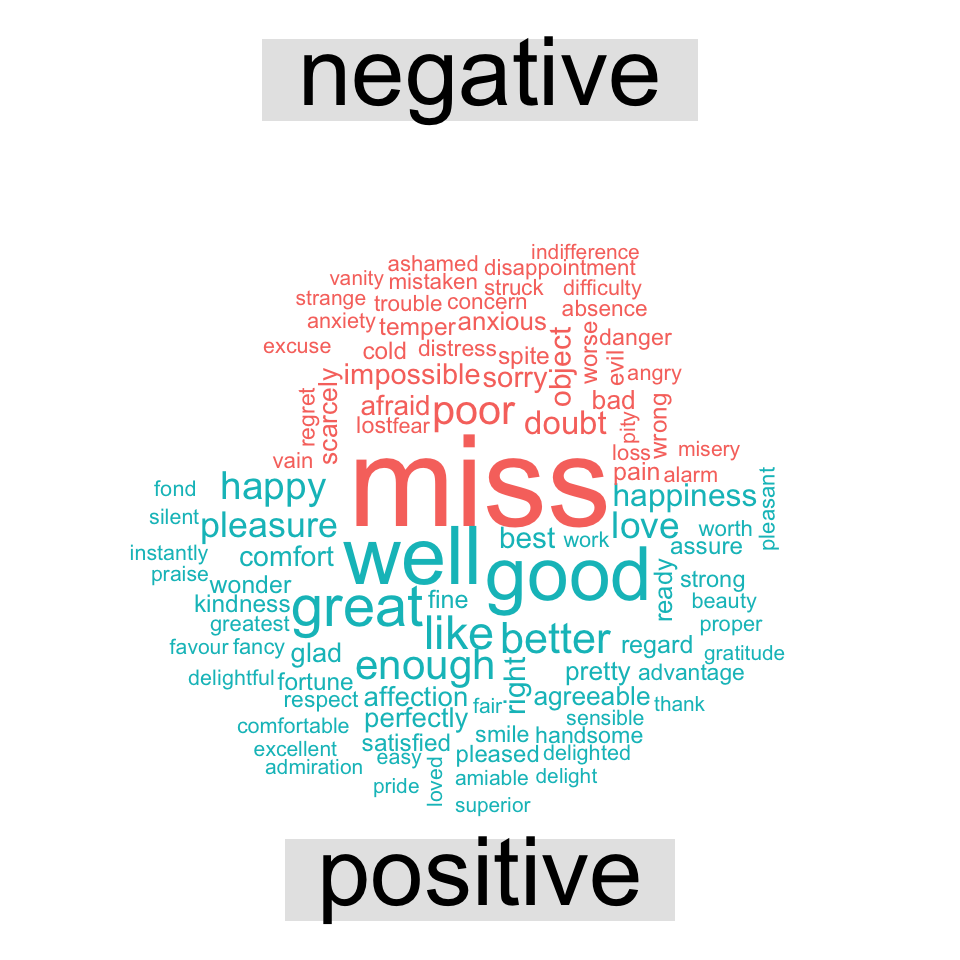 negative
indifference
ashamed disappointment
vanity mistaken struck difficulty
strange trouble concern absence
anxiety temper anxious object worse danger
excuse cold distress spite evil
impossible sorry angry
regret scarcely afraid poor doubt bad pity wrong
lost fear loss misery
vain miss pain alarm
fond happy happiness pleasant
silent pleasure well best work love worth
instantly comfort good assure
praise wonder ready strong
kindness great fine beauty
greatest like better proper
favour fancy glad enough regard gratitude
delightful fortune right pretty advantage
respect affection fair agreeable thank
comfortable perfectly sensible
excellent satisfied smile handsome
admiration easy loved pleased delighted
pride amiable delight
superior
positive